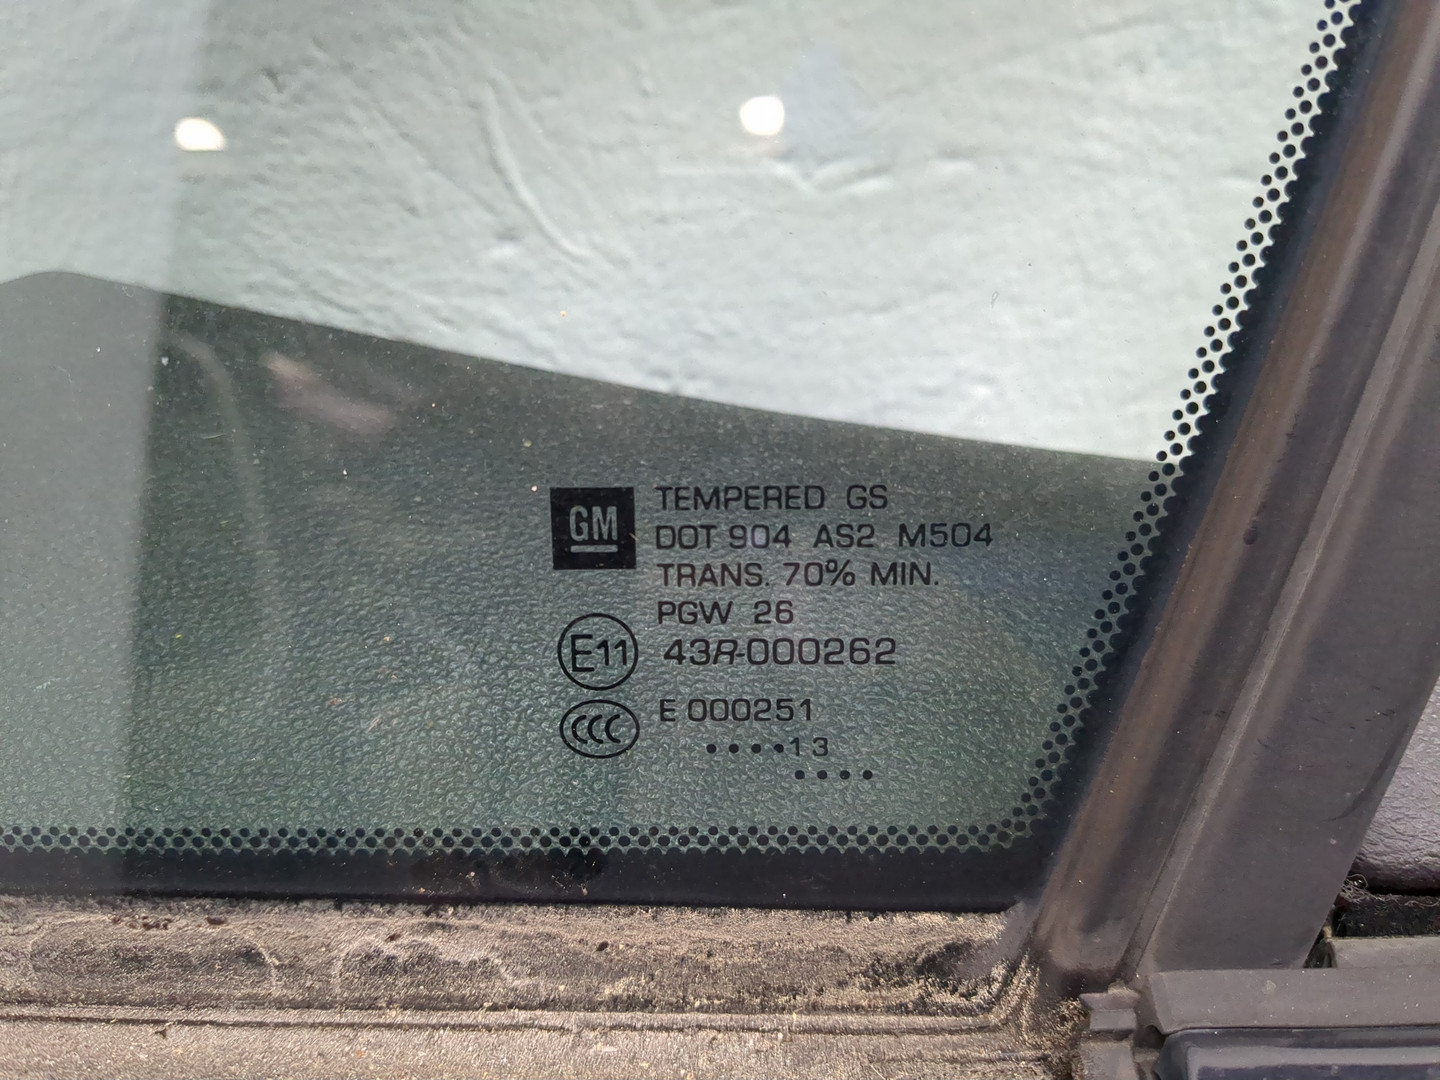 GM
TEMPERED GS
DOT 904 AS2 M504
TRANS. 70% MIN.
PGW 26
E11 43R-000262
CCC E 000251
••••13
••••